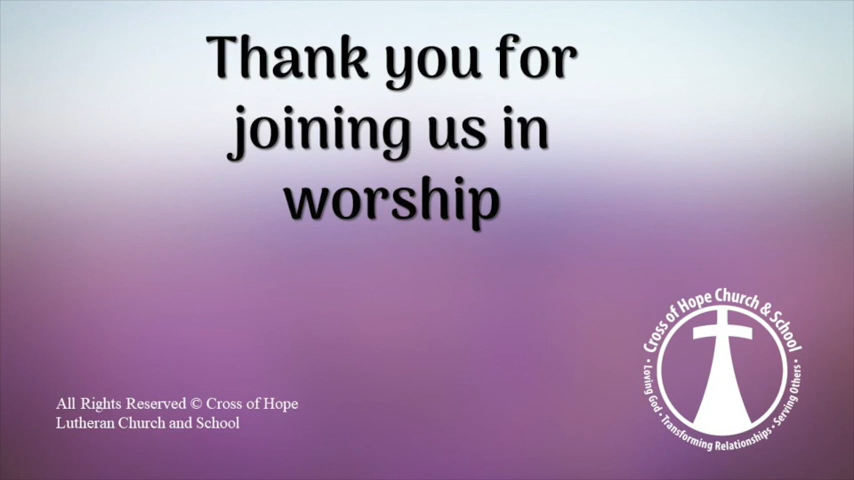 Thank you for
joining us in
worship
Cross of Hope Church & School
• Loving God • Transforming Relationships • Serving Others •
All Rights Reserved © Cross of Hope
Lutheran Church and School